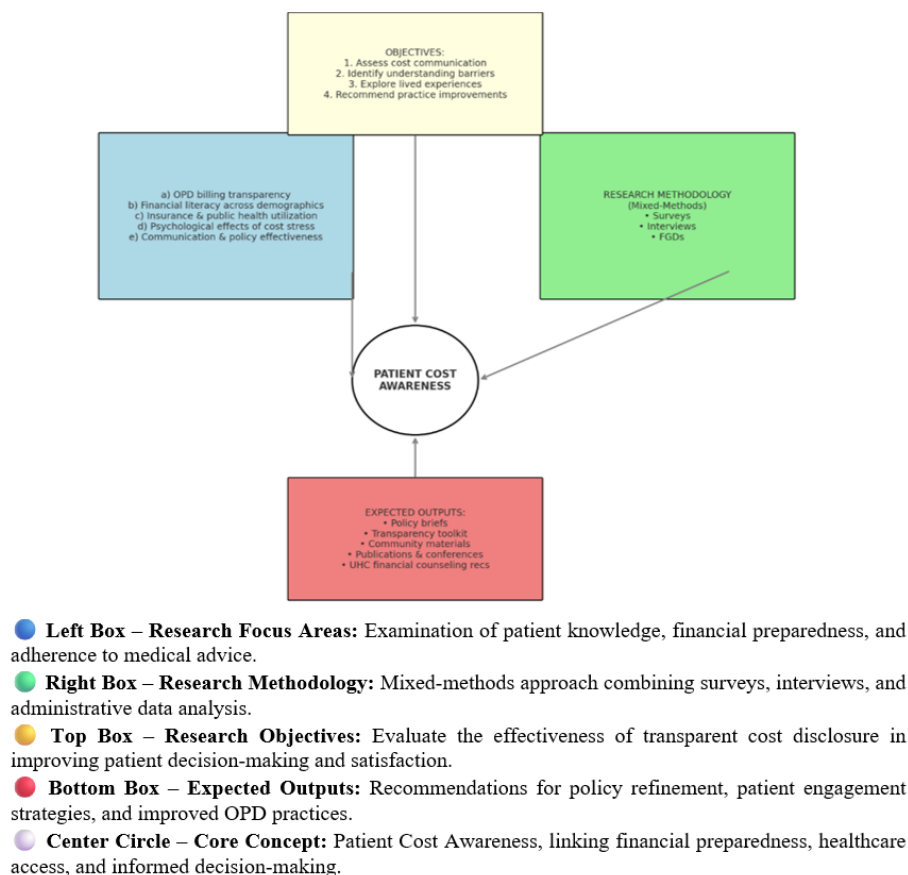 OBJECTIVES:
1. Assess cost communication
2. Identify understanding barriers
3. Explore lived experiences
4. Recommend practice improvements
a) OPD billing transparency
b) Financial literacy across demographics
c) Insurance & public health utilization
d) Psychological effects of cost stress
e) Communication & policy effectiveness
RESEARCH METHODOLOGY
(Mixed-Methods)
• Surveys
• Interviews
• FGDs
PATIENT COST
AWARENESS
EXPECTED OUTPUTS:
• Policy briefs
• Transparency toolkit
• Community materials
• Publications & conferences
• UHC financial counseling recs
Left Box – Research Focus Areas: Examination of patient knowledge, financial preparedness, and
adherence to medical advice.
Right Box – Research Methodology: Mixed-methods approach combining surveys, interviews, and
administrative data analysis.
Top Box – Research Objectives: Evaluate the effectiveness of transparent cost disclosure in
improving patient decision-making and satisfaction.
Bottom Box – Expected Outputs: Recommendations for policy refinement, patient engagement
strategies, and improved OPD practices.
Center Circle – Core Concept: Patient Cost Awareness, linking financial preparedness, healthcare
access, and informed decision-making.